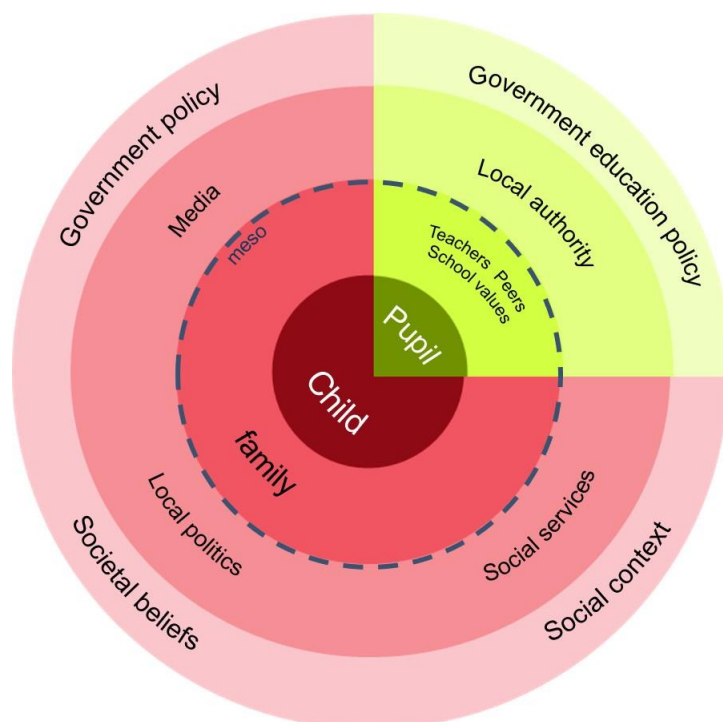 Government policy
Government education policy
Media
Local authority
meso
Teachers Peers
School values
Pupil
Child
family
Local politics
Social services
Societal beliefs
Social context